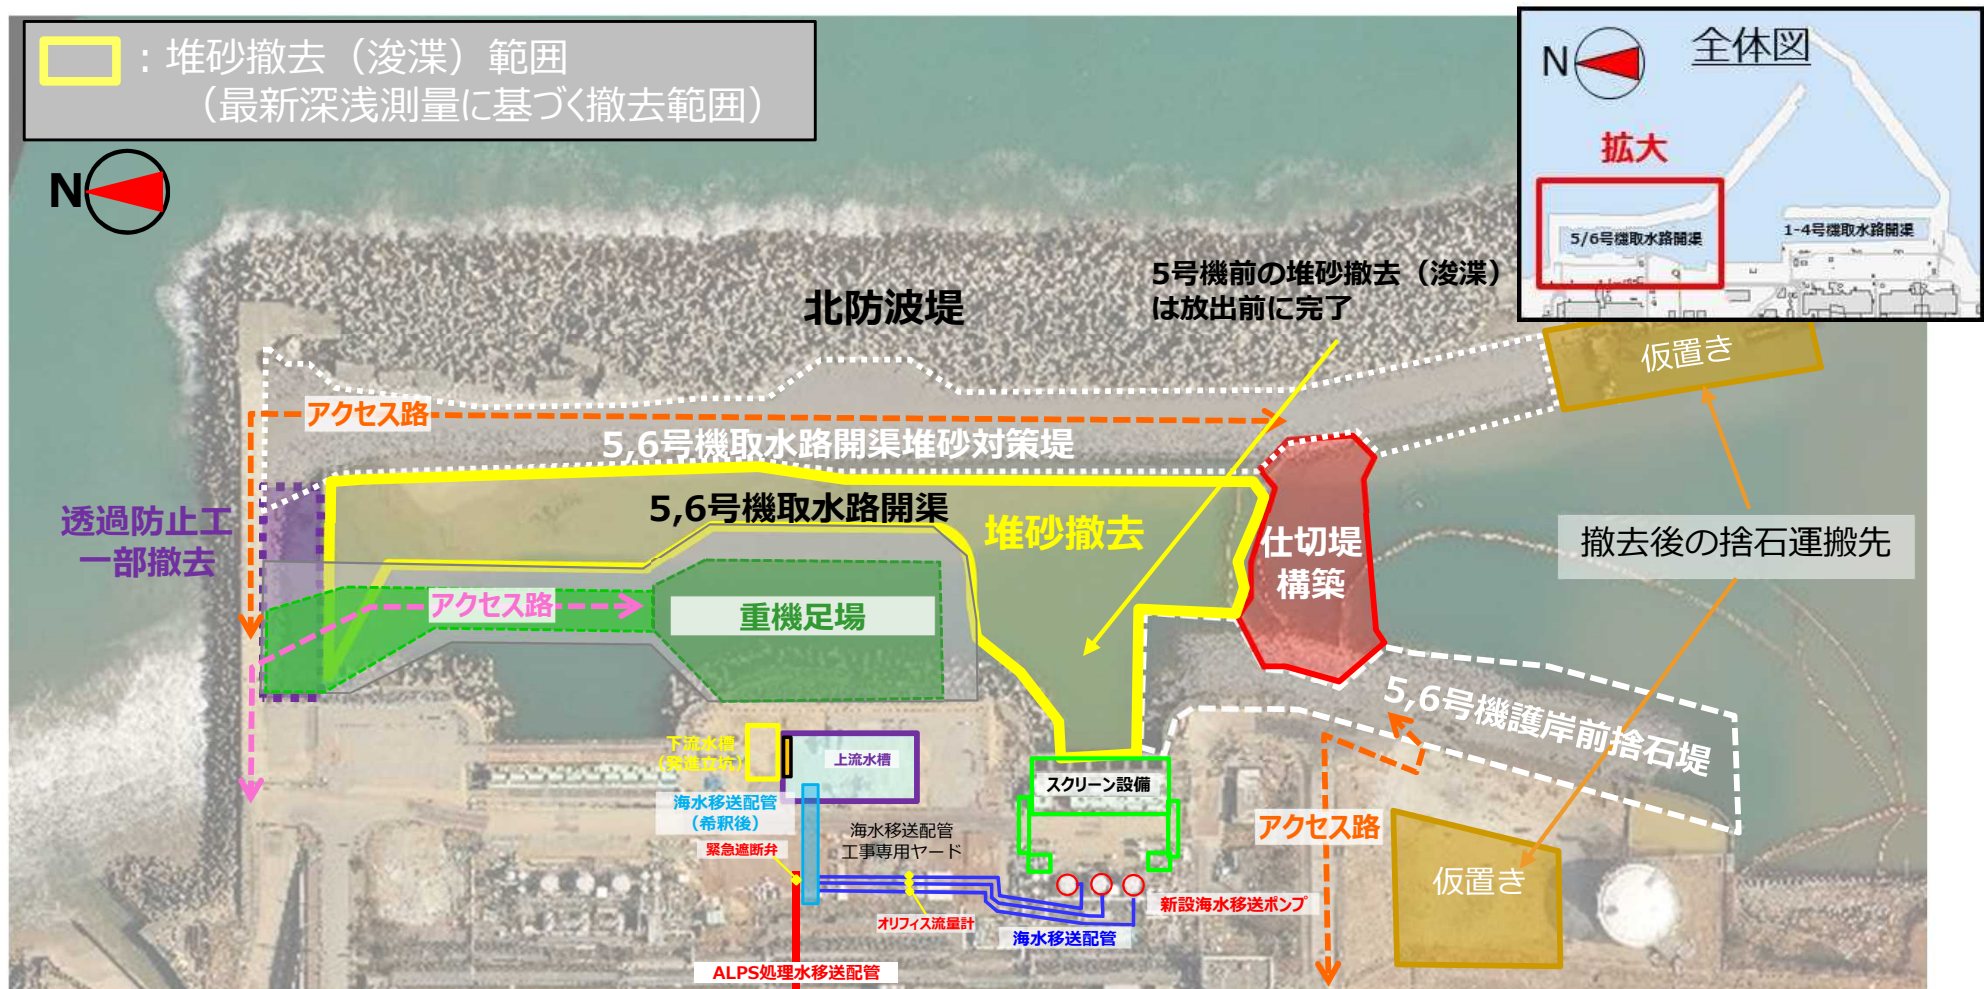 ：堆砂撤去（浚渫）範囲
（最新深浅測量に基づく撤去範囲）
N
N
全体図
拡大
5/6号機取水路開渠
1-4号機取水路開渠
5号機前の堆砂撤去（浚渫）
は放出前に完了
北防波堤
仮置き
アクセス路
5,6号機取水路開渠堆砂対策堤
5,6号機取水路開渠
堆砂撤去
透過防止工
一部撤去
仕切堤
構築
撤去後の捨石運搬先
アクセス路
重機足場
5,6号機護岸前捨石堤
下流水槽
（発進立坑）
上流水槽
スクリーン設備
海水移送配管
（希釈後）
海水移送配管
工事専用ヤード
アクセス路
緊急遮断弁
仮置き
新設海水移送ポンプ
オリフィス流量計
海水移送配管
ALPS処理水移送配管